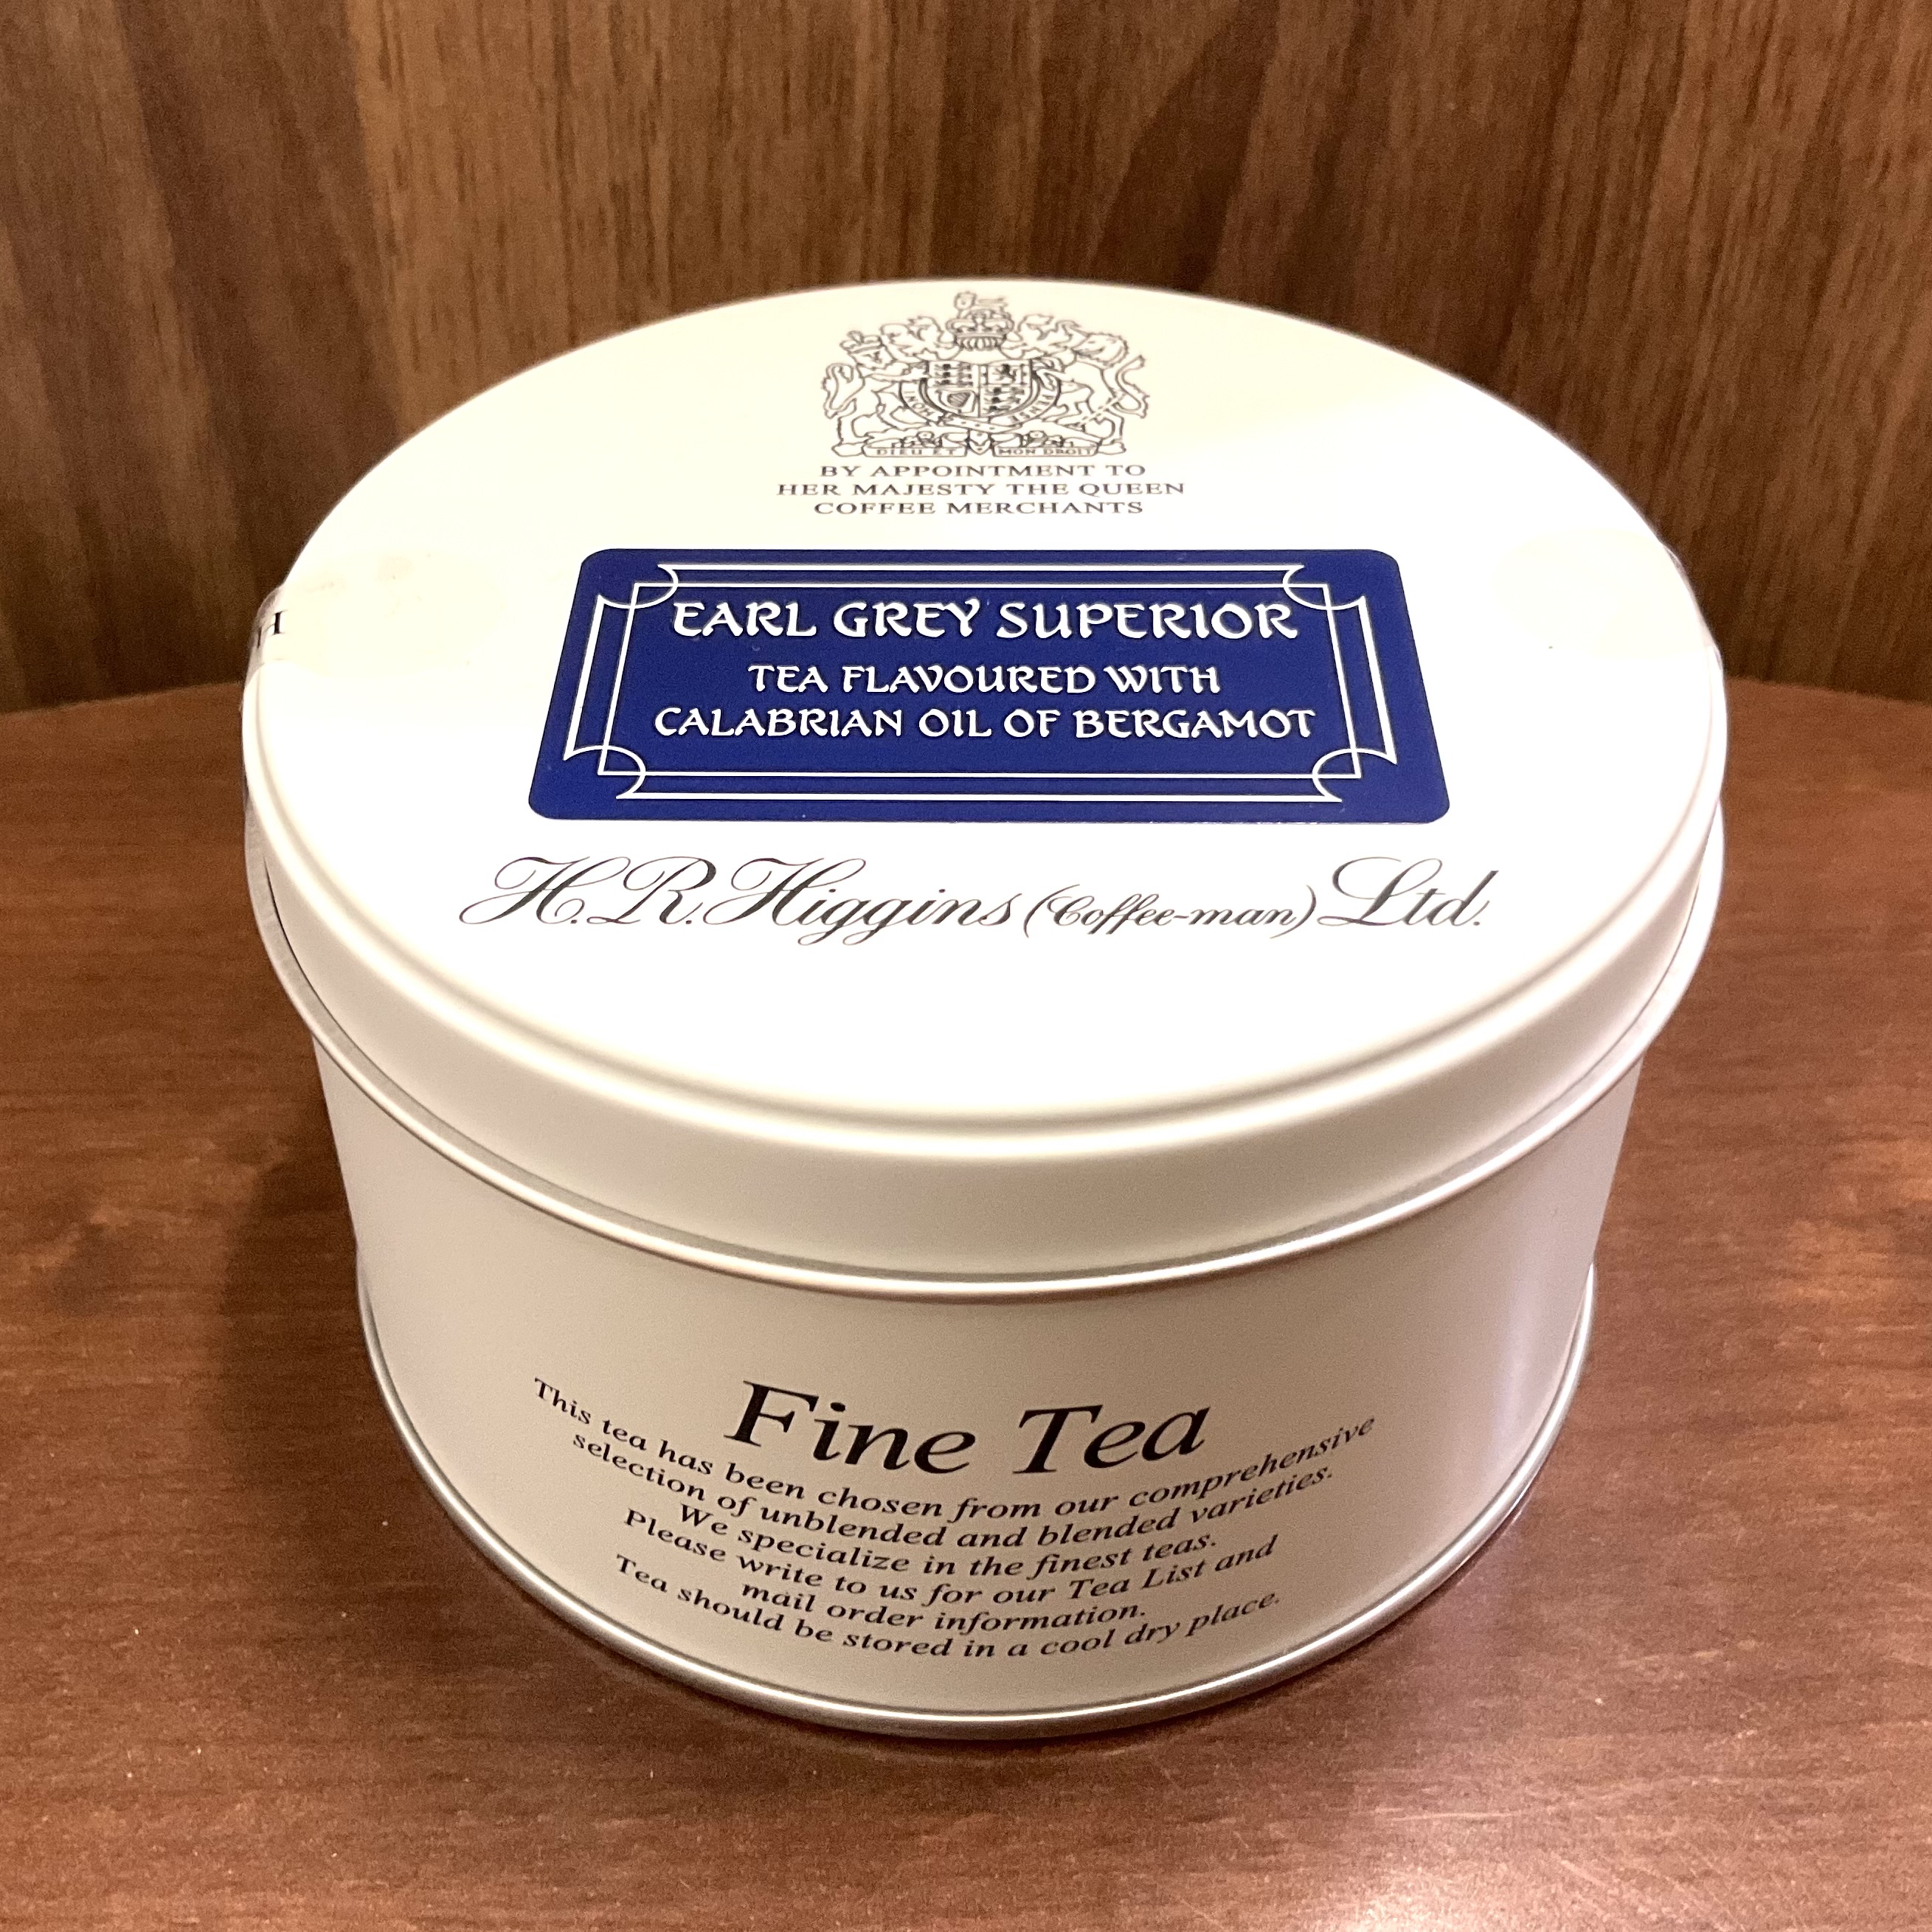 DIEU ET MON DROIT
BY APPOINTMENT TO
HER MAJESTY THE QUEEN
COFFEE MERCHANTS
EARL GREY SUPERIOR
TEA FLAVOURED WITH
CALABRIAN OIL OF BERGAMOT
H.R.Higgins (Coffee-man) Ltd.
Fine Tea
This tea has been chosen from our comprehensive
selection of unblended and blended varieties.
We specialize in the finest teas.
Please write to us for our Tea List and
mail order information.
Tea should be stored in a cool dry place.